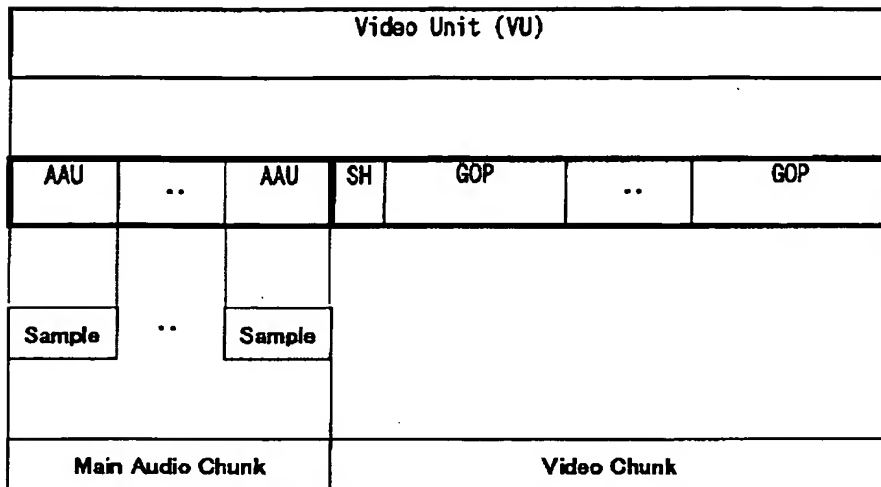 Video Unit (VU)
AAU .. AAU SH GOP .. GOP
Sample .. Sample
Main Audio Chunk Video Chunk